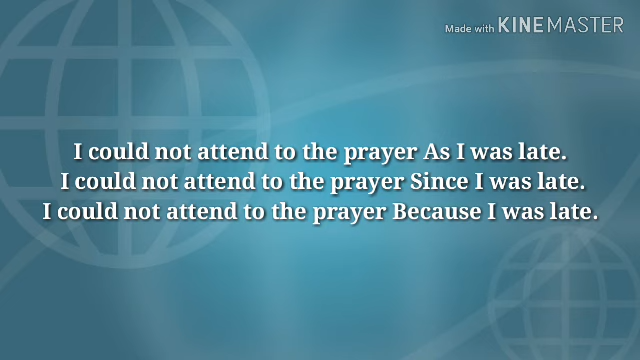 Made with KINEMASTER
I could not attend to the prayer As I was late.
I could not attend to the prayer Since I was late.
I could not attend to the prayer Because I was late.